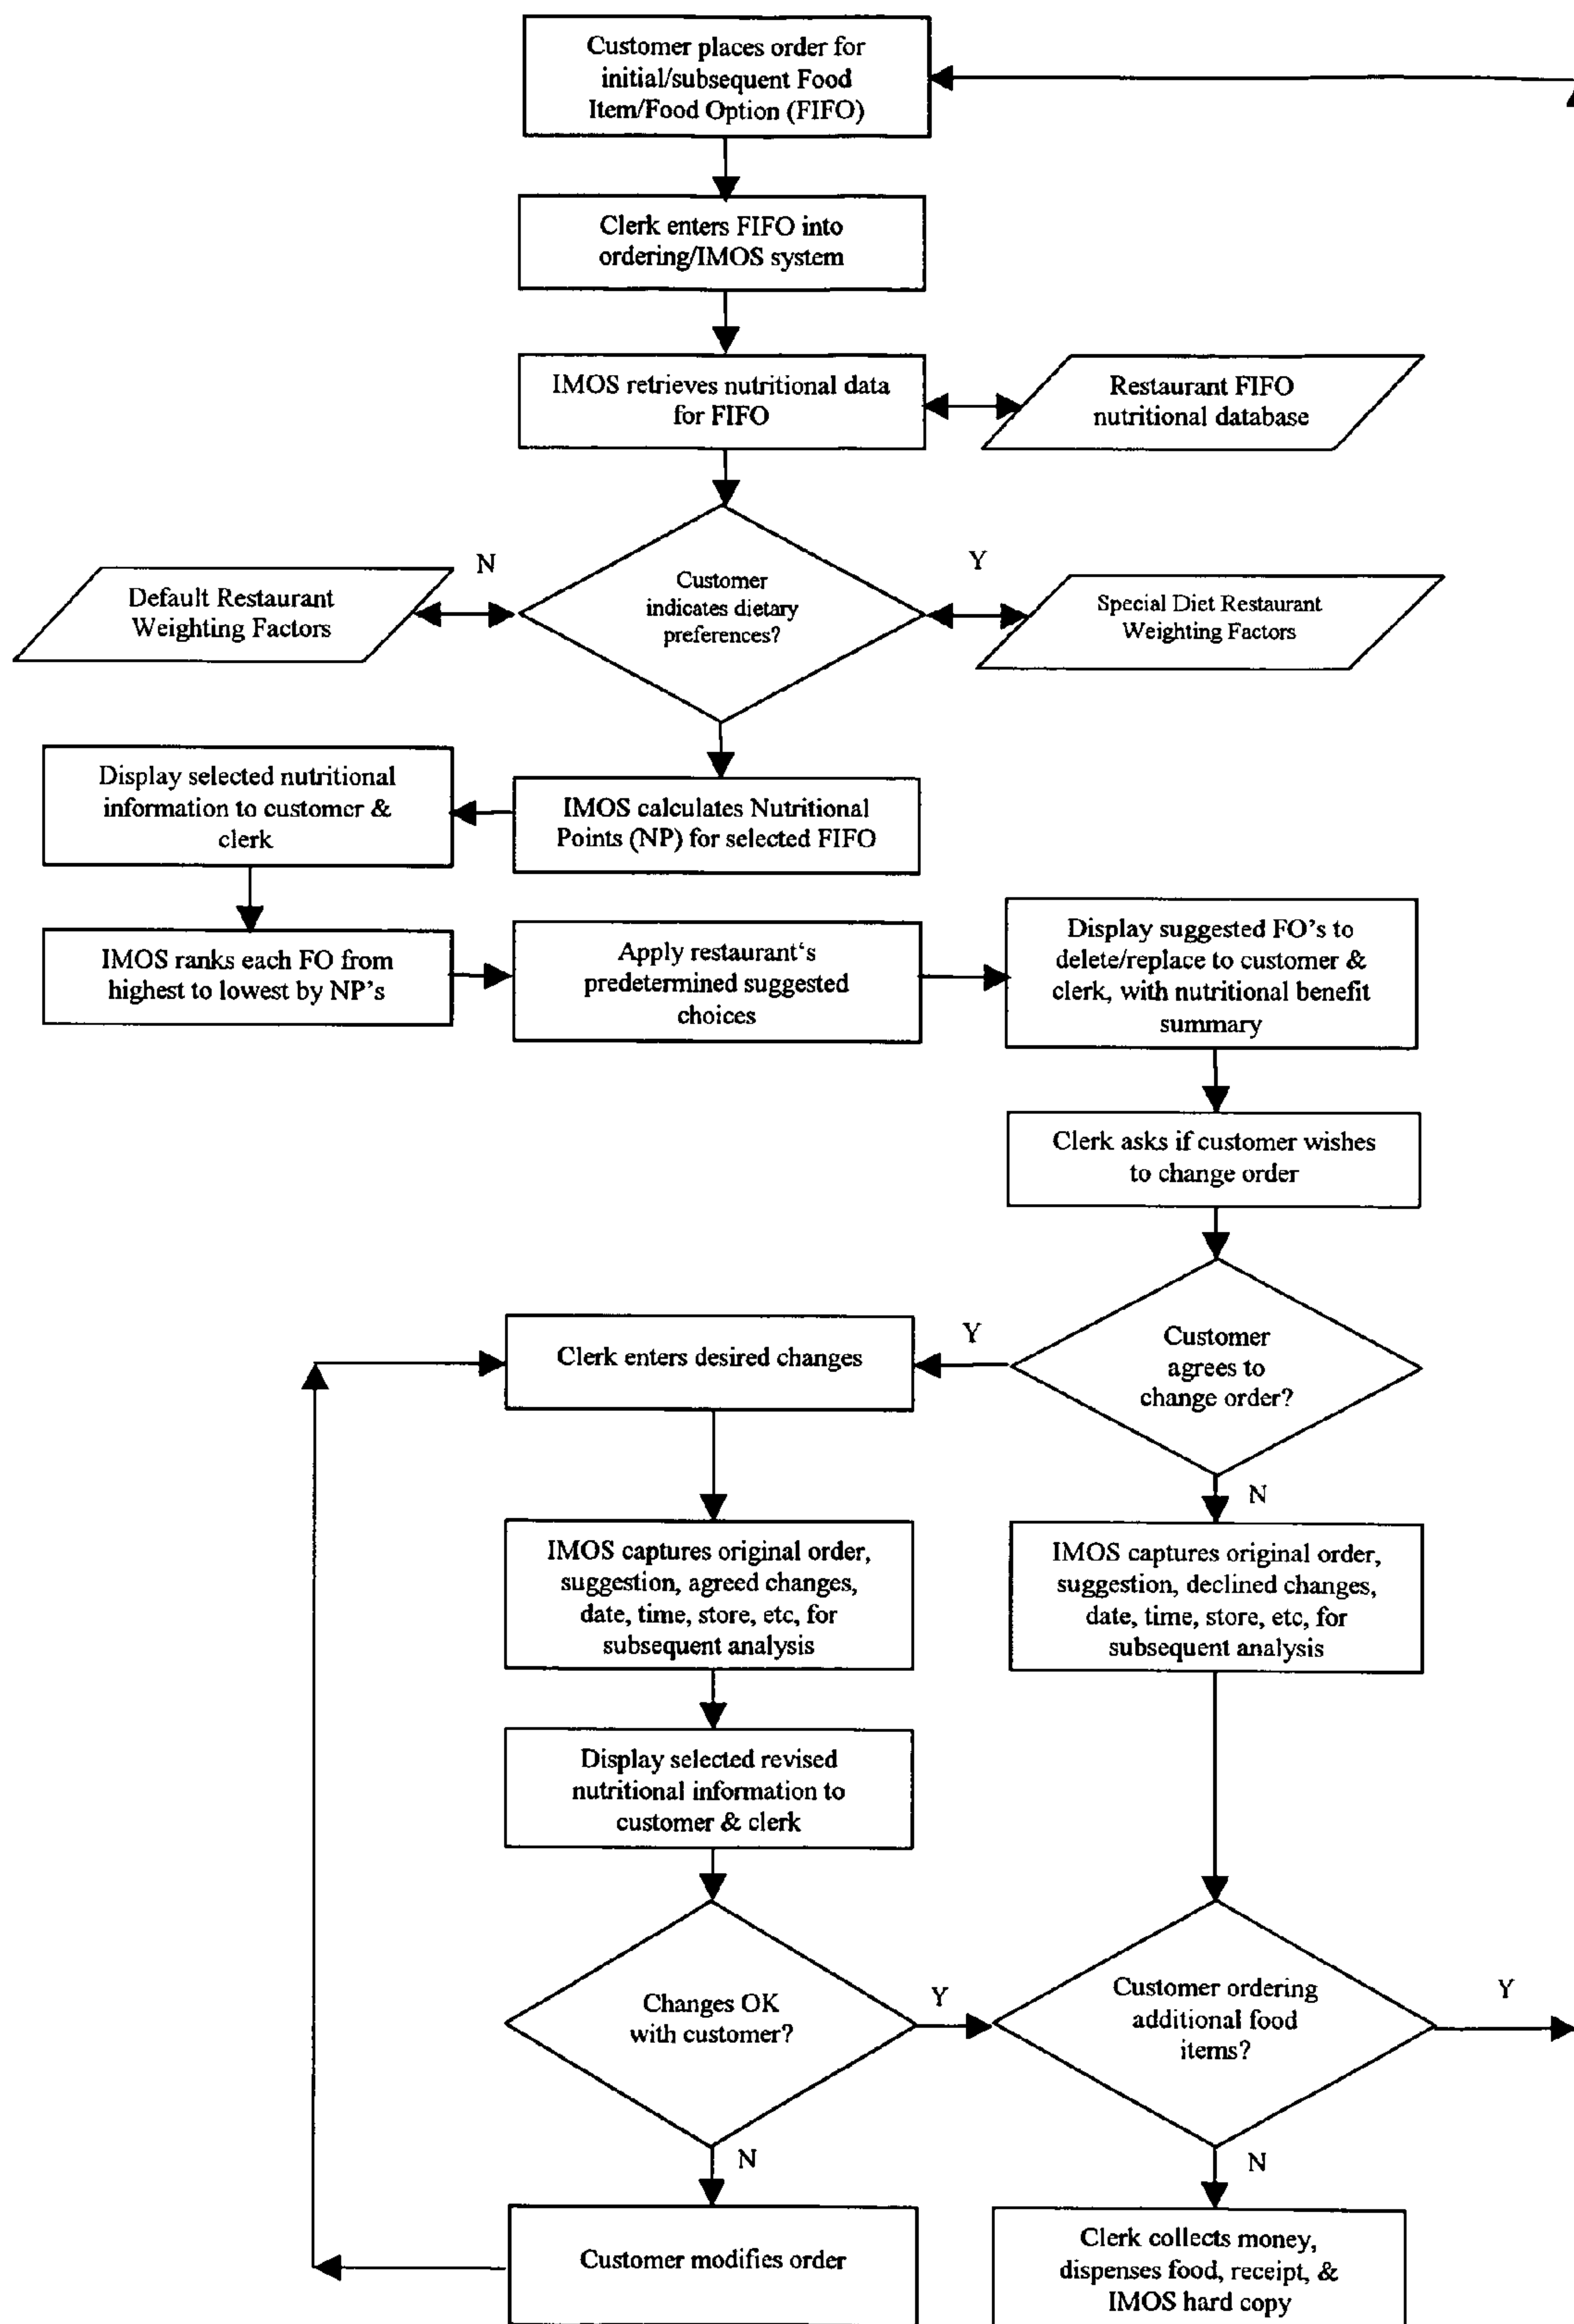 Customer places order for
initial/subsequent Food
Item/Food Option (FIFO)
Clerk enters FIFO into
ordering/IMOS system
IMOS retrieves nutritional data
for FIFO
Restaurant FIFO
nutritional database
N
Y
Default Restaurant
Weighting Factors
Customer
indicates dietary
preferences?
Special Diet Restaurant
Weighting Factors
Display selected nutritional
information to customer &
clerk
IMOS calculates Nutritional
Points (NP) for selected FIFO
IMOS ranks each FO from
highest to lowest by NP's
Apply restaurant‘s
predetermined suggested
choices
Display suggested FO's to
delete/replace to customer &
clerk, with nutritional benefit
summary
Clerk asks if customer wishes
to change order
Clerk enters desired changes
Y
Customer
agrees to
change order?
N
IMOS captures original order,
suggestion, agreed changes,
date, time, store, etc, for
subsequent analysis
IMOS captures original order,
suggestion, declined changes,
date, time, store, etc, for
subsequent analysis
Display selected revised
nutritional information to
customer & clerk
Changes OK
with customer?
Y
Customer ordering
additional food
items?
Y
N
N
Customer modifies order
Clerk collects money,
dispenses food, receipt, &
IMOS hard copy